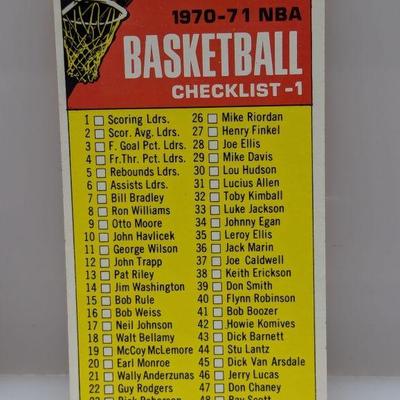 1970-71 NBA
BASKETBALL
CHECKLIST-1
1 Scoring Ldrs.
2 Scor. Avg. Ldrs.
3 F. Goal Pct. Ldrs.
4 Fr.Thr. Pct. Ldrs.
5 Rebounds Ldrs.
6 Assists Ldrs.
7 Bill Bradley
8 Ron Williams
9 Otto Moore
10 John Havlicek
11 George Wilson
12 John Trapp
13 Pat Riley
14 Jim Washington
15 Bob Rule
16 Bob Weiss
17 Neil Johnson
18 Walt Bellamy
19 McCoy McLemore
20 Earl Monroe
21 Wally Anderzunas
22 Guy Rodgers
26 Mike Riordan
27 Henry Finkel
28 Joe Ellis
29 Mike Davis
30 Lou Hudson
31 Lucius Allen
32 Toby Kimball
33 Luke Jackson
34 Johnny Egan
35 Leroy Ellis
36 Jack Marin
37 Joe Caldwell
38 Keith Erickson
39 Don Smith
40 Flynn Robinson
41 Bob Boozer
42 Howie Komives
43 Dick Barnett
44 Stu Lantz
45 Dick Van Arsdale
46 Jerry Lucas
47 Don Chaney
48 Ray Scott